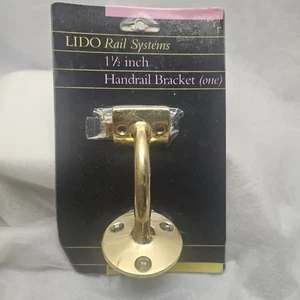 LIDO Rail Systems
1½ inch
Handrail Bracket (one)